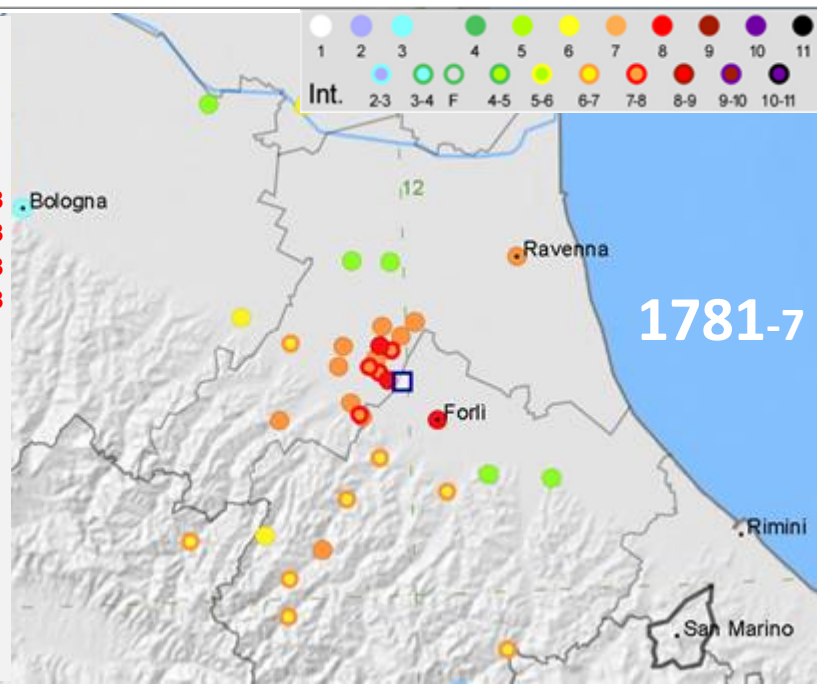 1 2 3 4 5 6 7 8 9 10 11
Int. 2-3 3-4 F 4-5 5-6 6-7 7-8 8-9 9-10 10-11
12
Bologna
Ravenna
1781-7
Forlì
Rimini
San Marino